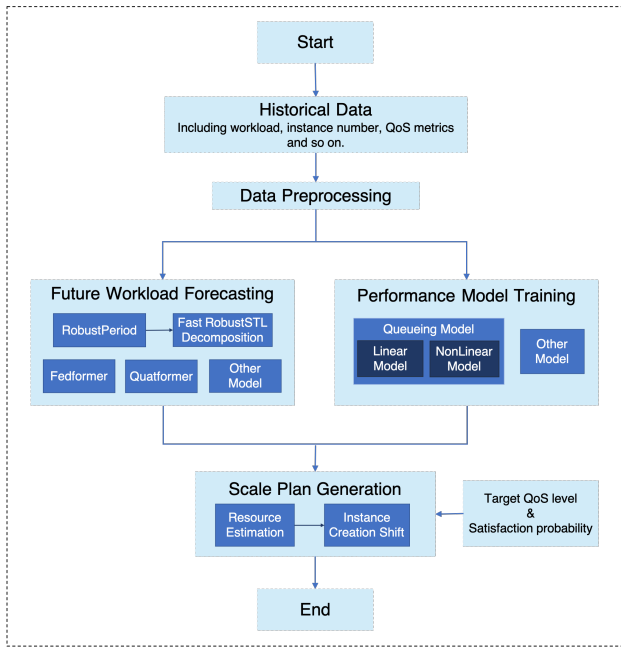 Start
Historical Data
Including workload, instance number, QoS metrics
and so on.
Data Preprocessing
Future Workload Forecasting
RobustPeriod
Fast RobustSTL
Decomposition
Fedformer
Quatformer
Other
Model
Performance Model Training
Queueing Model
Linear
Model
NonLinear
Model
Other
Model
Scale Plan Generation
Resource
Estimation
Instance
Creation Shift
Target QoS level
&
Satisfaction probability
End